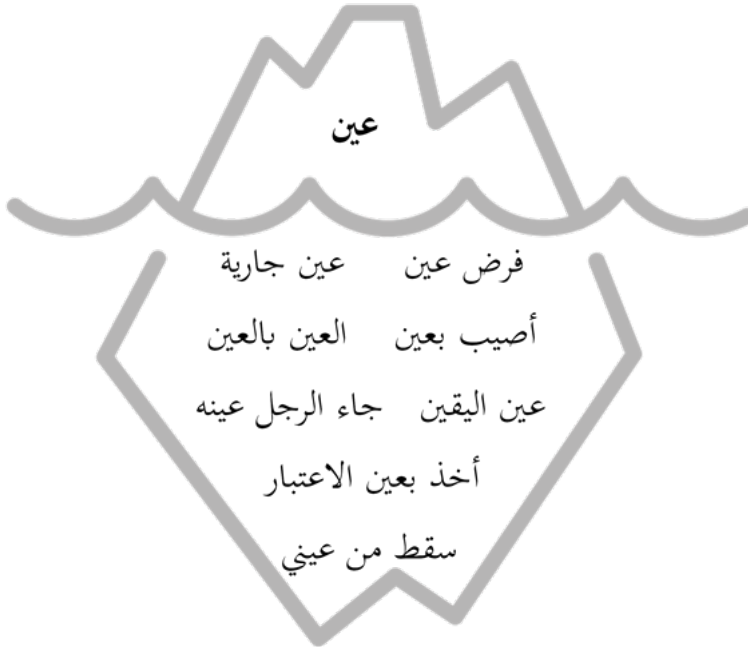 عين
فرض عين عين جارية
أصيب بعين العين بالعين
عين اليقين جاء الرجل عينه
أخذ بعين الاعتبار
سقط من عيني